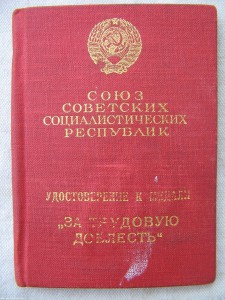 СОЮЗ
СОВЕТСКИХ
СОЦИАЛИСТИЧЕСКИХ
РЕСПУБЛИК
УДОСТОВЕРЕНИЕ К МЕДАЛИ
„ЗА ТРУДОВУЮ
ДОБЛЕСТЬ“